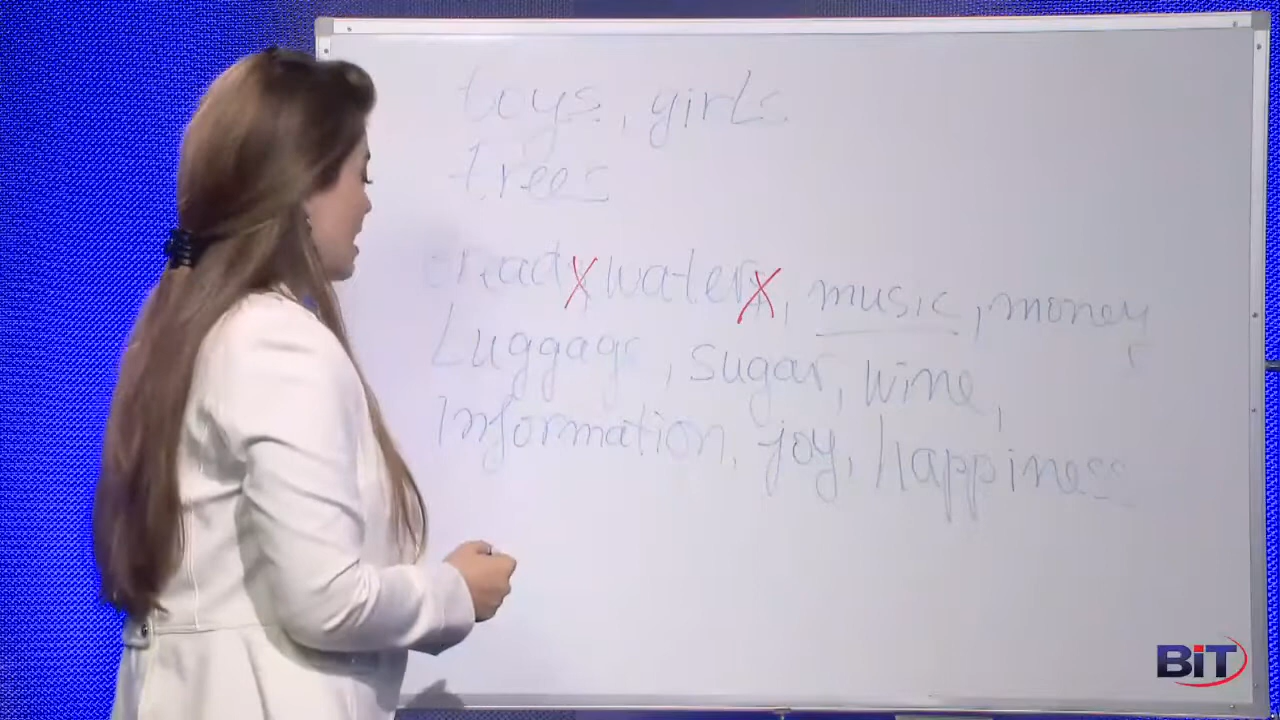 boys, girls
trees
bread, water, music, money
Luggage, sugar, wine,
Information, joy, happiness
BiT